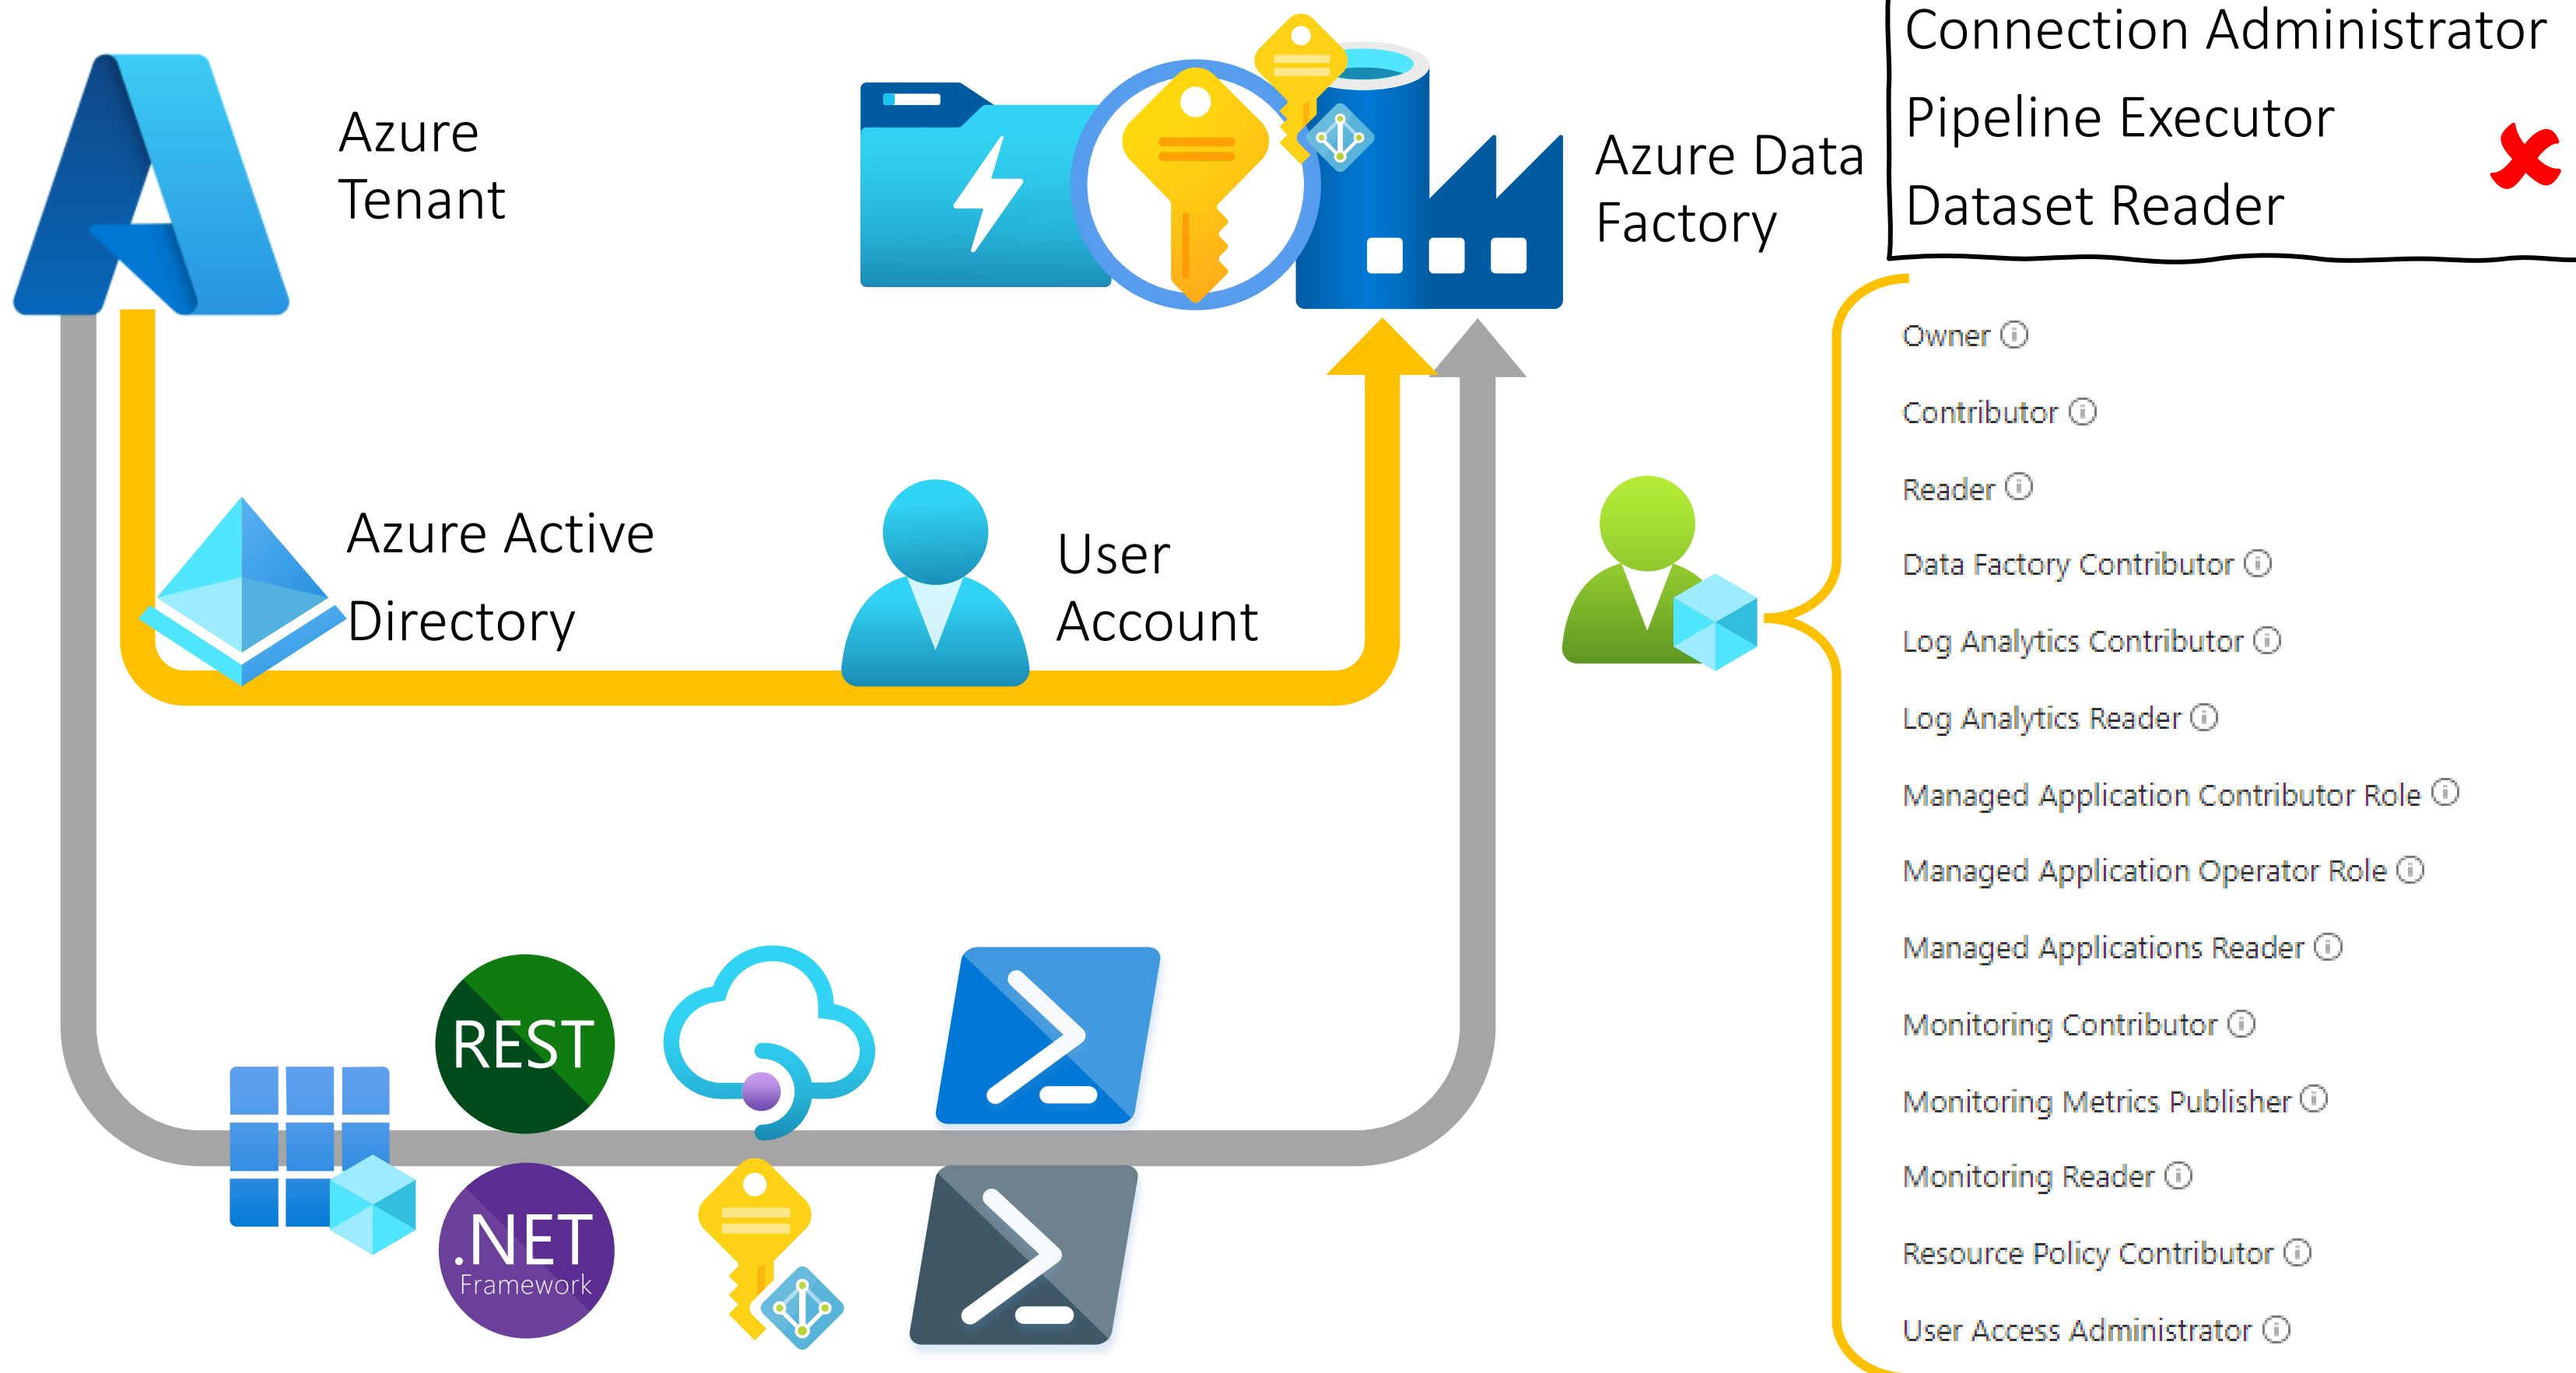 Azure
Tenant
Azure Data
Factory
Connection Administrator
Pipeline Executor
Dataset Reader
Azure Active
Directory
User
Account
Owner
Contributor
Reader
Data Factory Contributor
Log Analytics Contributor
Log Analytics Reader
Managed Application Contributor Role
Managed Application Operator Role
Managed Applications Reader
Monitoring Contributor
Monitoring Metrics Publisher
Monitoring Reader
Resource Policy Contributor
User Access Administrator
REST
.NET
Framework